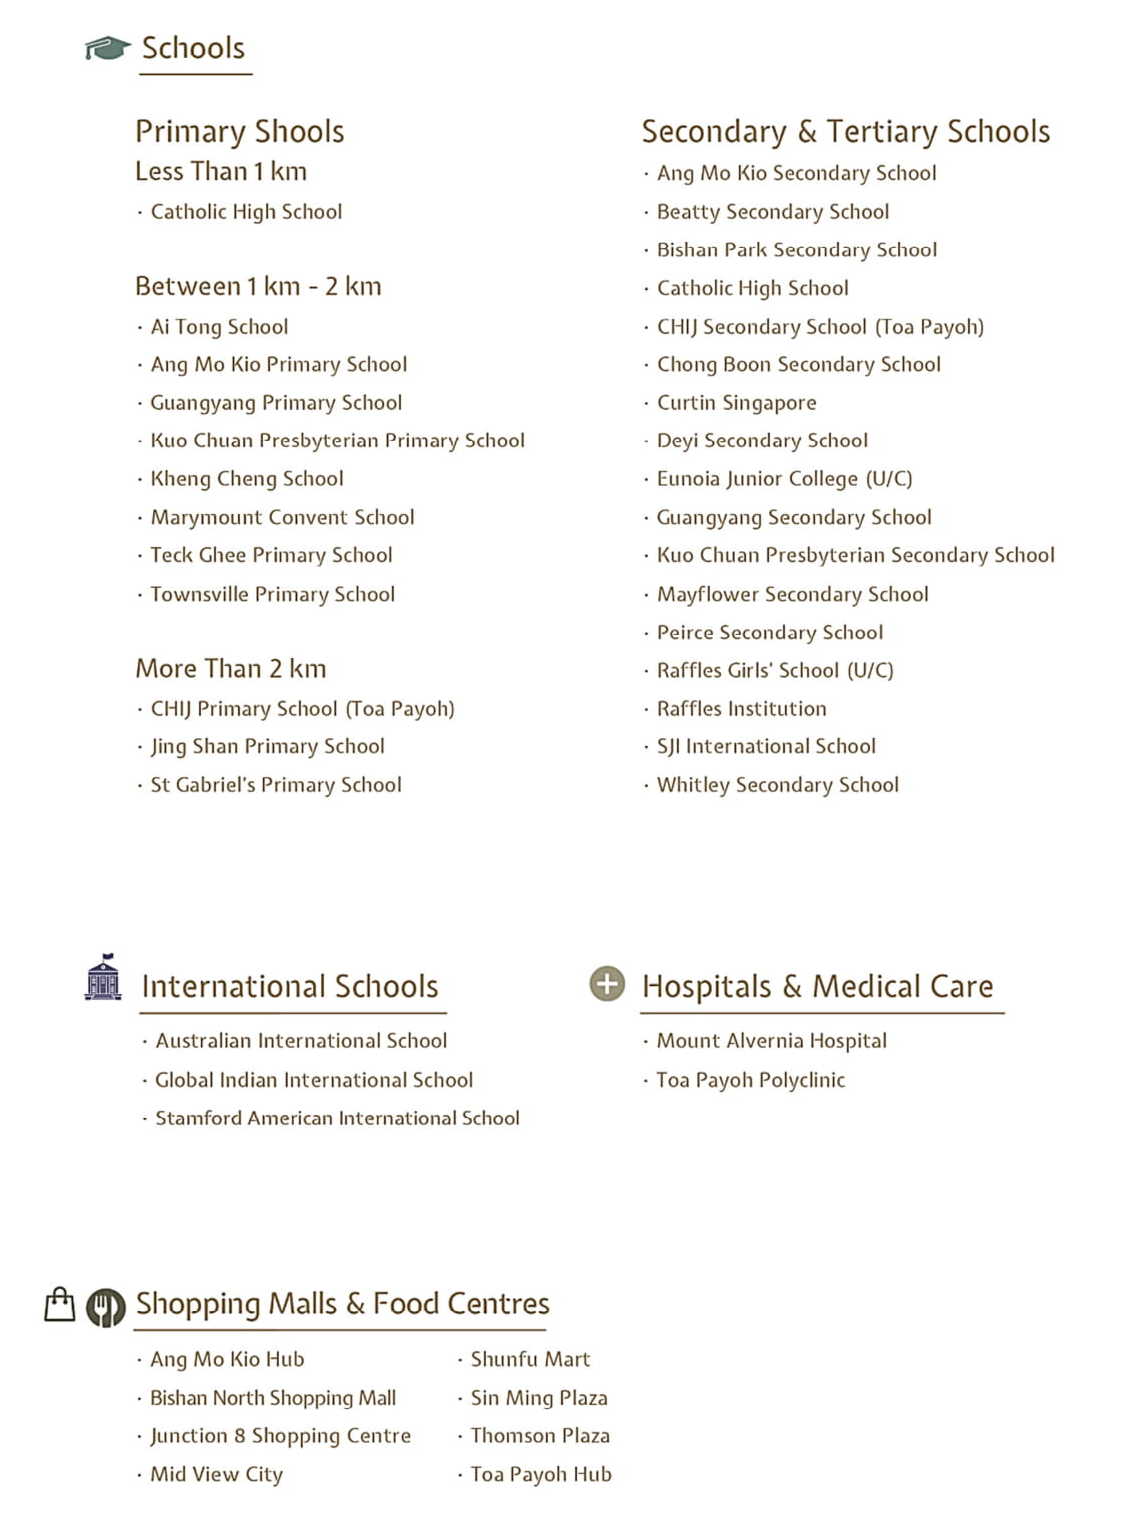 Schools
Primary Shools
Less Than 1 km
· Catholic High School
Between 1 km - 2 km
· Ai Tong School
· Ang Mo Kio Primary School
· Guangyang Primary School
· Kuo Chuan Presbyterian Primary School
· Kheng Cheng School
· Marymount Convent School
· Teck Ghee Primary School
· Townsville Primary School
More Than 2 km
· CHIJ Primary School (Toa Payoh)
· Jing Shan Primary School
· St Gabriel's Primary School
Secondary & Tertiary Schools
· Ang Mo Kio Secondary School
· Beatty Secondary School
· Bishan Park Secondary School
· Catholic High School
· CHIJ Secondary School (Toa Payoh)
· Chong Boon Secondary School
· Curtin Singapore
· Deyi Secondary School
· Eunoia Junior College (U/C)
· Guangyang Secondary School
· Kuo Chuan Presbyterian Secondary School
· Mayflower Secondary School
· Peirce Secondary School
· Raffles Girls' School (U/C)
· Raffles Institution
· SJI International School
· Whitley Secondary School
International Schools
· Australian International School
· Global Indian International School
· Stamford American International School
Hospitals & Medical Care
· Mount Alvernia Hospital
· Toa Payoh Polyclinic
Shopping Malls & Food Centres
· Ang Mo Kio Hub
· Bishan North Shopping Mall
· Junction 8 Shopping Centre
· Mid View City
· Shunfu Mart
· Sin Ming Plaza
· Thomson Plaza
· Toa Payoh Hub